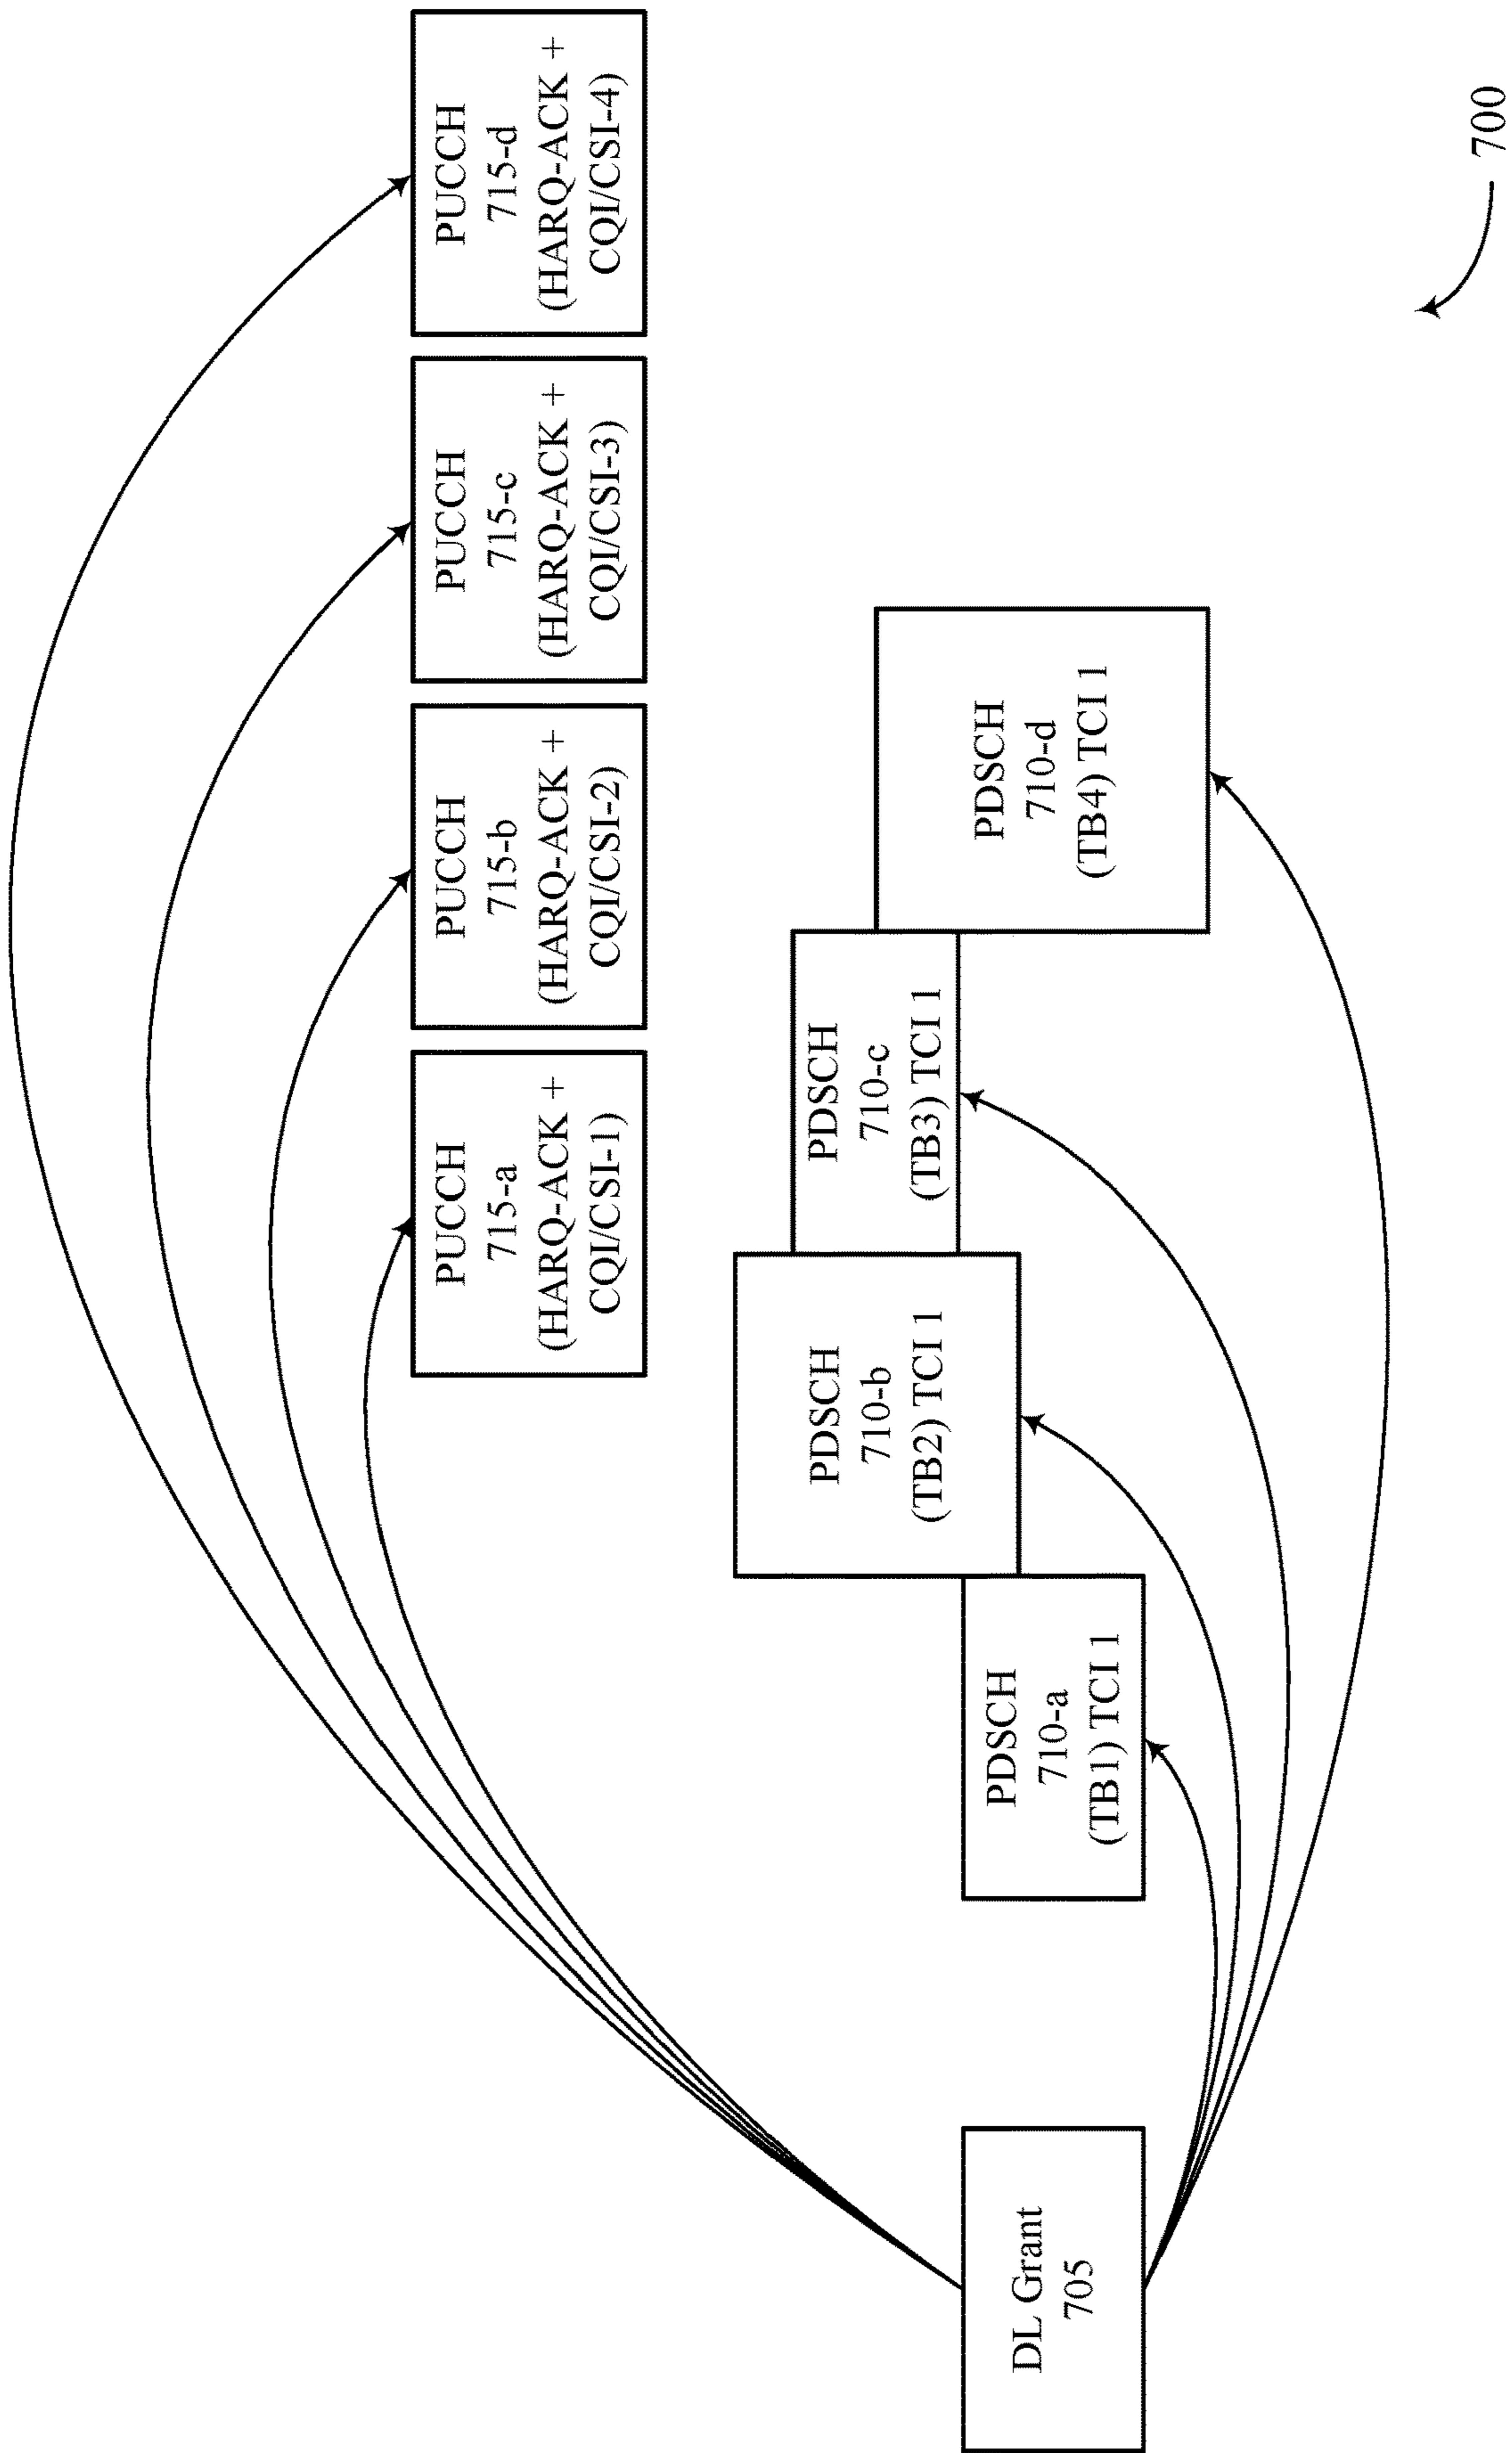 DL Grant
705
PDSCH
710-a
(TB1) TCI 1
PDSCH
710-b
(TB2) TCI 1
PDSCH
710-c
(TB3) TCI 1
PDSCH
710-d
(TB4) TCI 1
PUCCH
715-a
(HARQ-ACK +
CQI/CSI-1)
PUCCH
715-b
(HARQ-ACK +
CQI/CSI-2)
PUCCH
715-c
(HARQ-ACK +
CQI/CSI-3)
PUCCH
715-d
(HARQ-ACK +
CQI/CSI-4)
700